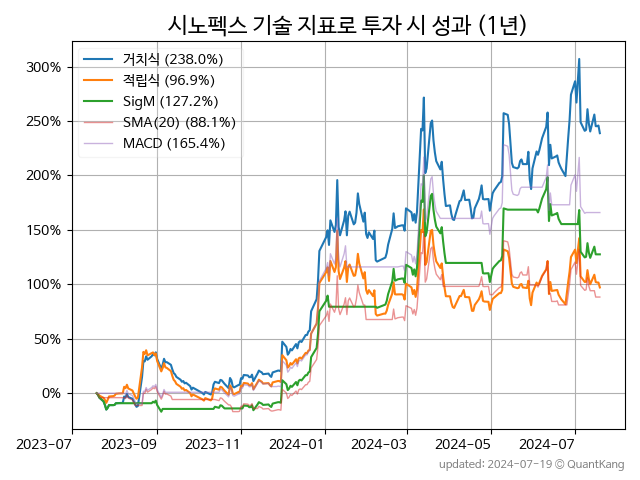 시노펙스 기술 지표로 투자 시 성과 (1년)
거치식 (238.0%)
적립식 (96.9%)
SigM (127.2%)
SMA(20) (88.1%)
MACD (165.4%)
300%
250%
200%
150%
100%
50%
0%
2023-07 2023-09 2023-11 2024-01 2024-03 2024-05 2024-07
updated: 2024-07-19 © QuantKang